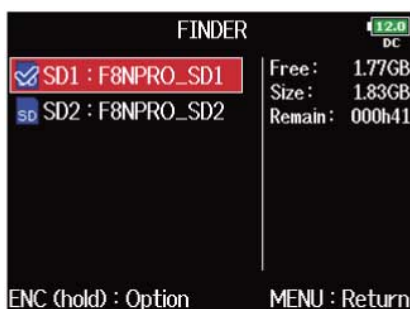 FINDER
12.0
DC
SD1 : F8NPRO_SD1
SD SD2 : F8NPRO_SD2
Free : 1.77GB
Size : 1.83GB
Remain : 000h41
ENC (hold) : Option
MENU : Return